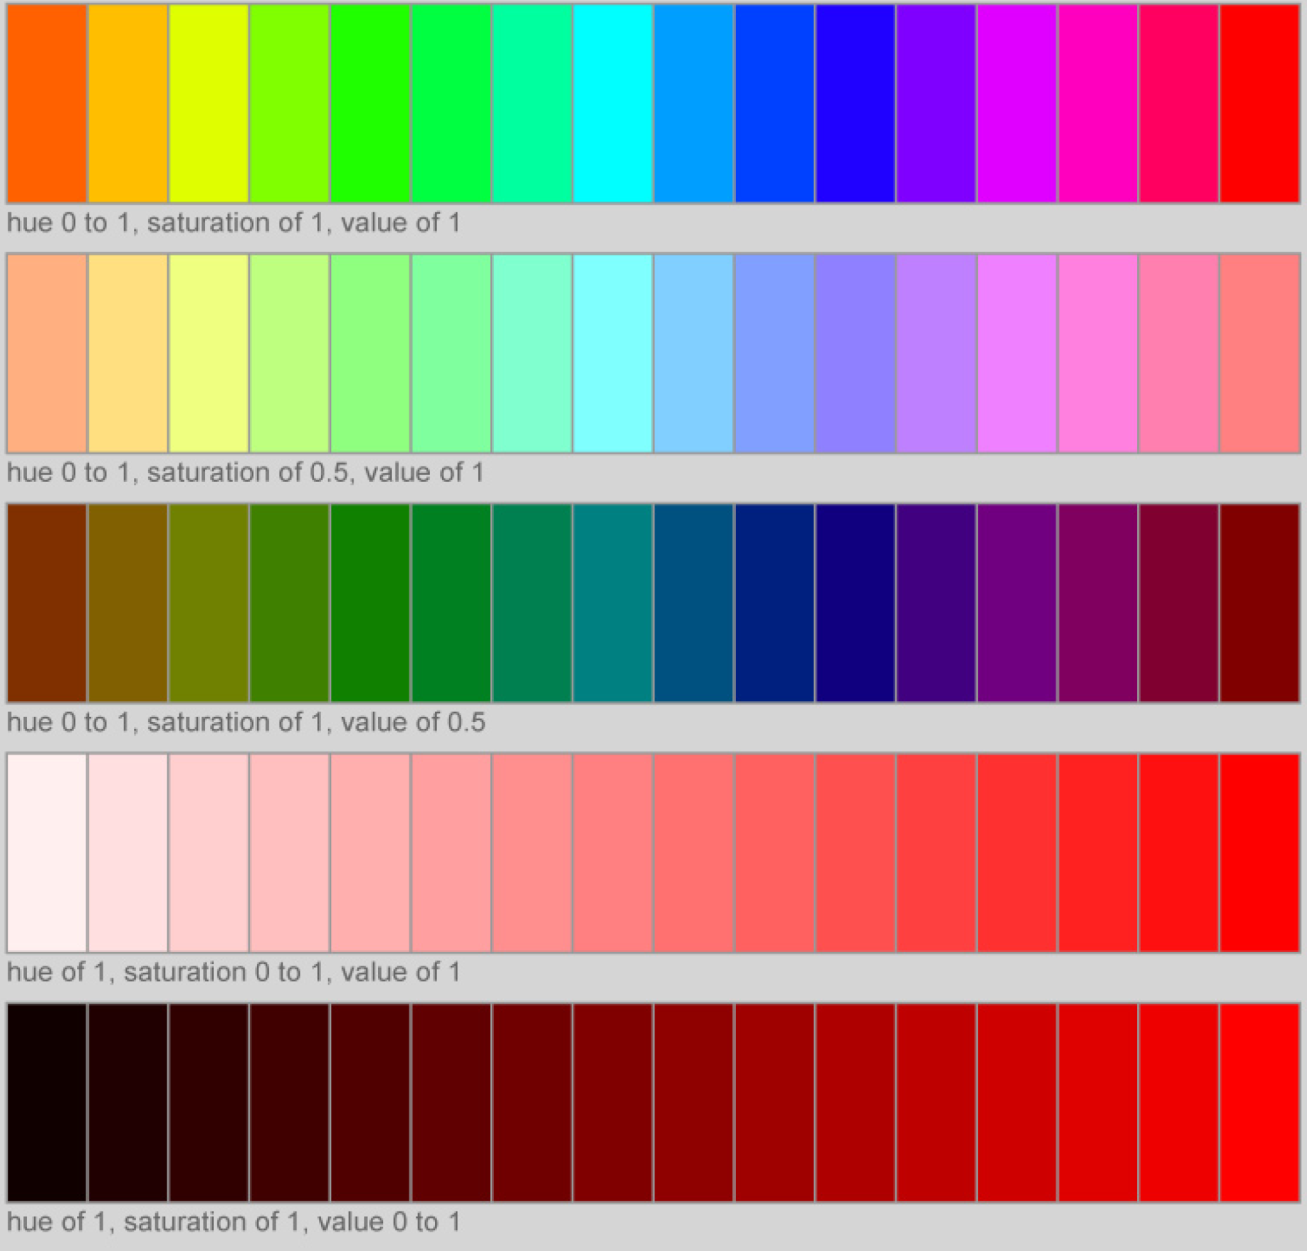 hue 0 to 1, saturation of 1, value of 1
hue 0 to 1, saturation of 0.5, value of 1
hue 0 to 1, saturation of 1, value of 0.5
hue of 1, saturation 0 to 1, value of 1
hue of 1, saturation of 1, value 0 to 1